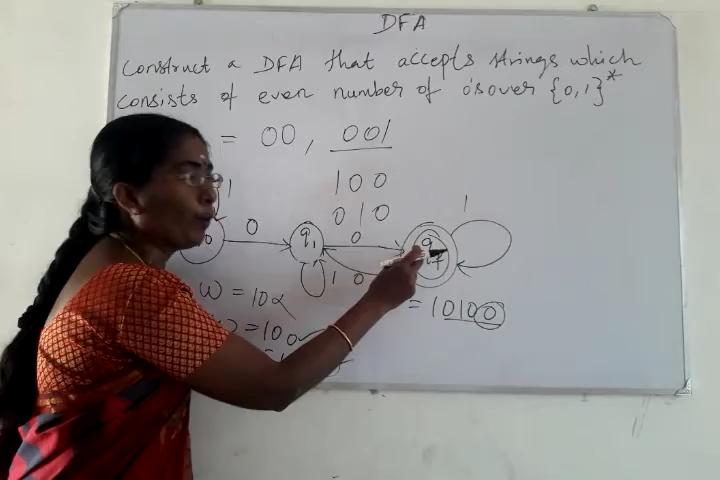 DFA
Construct a DFA that accepts strings which
consists of even number of 0's over {0,1}*
= 00, 001
100
010
1
1
0
0
q1
qf
1 0
w = 10
= 100
= 10100